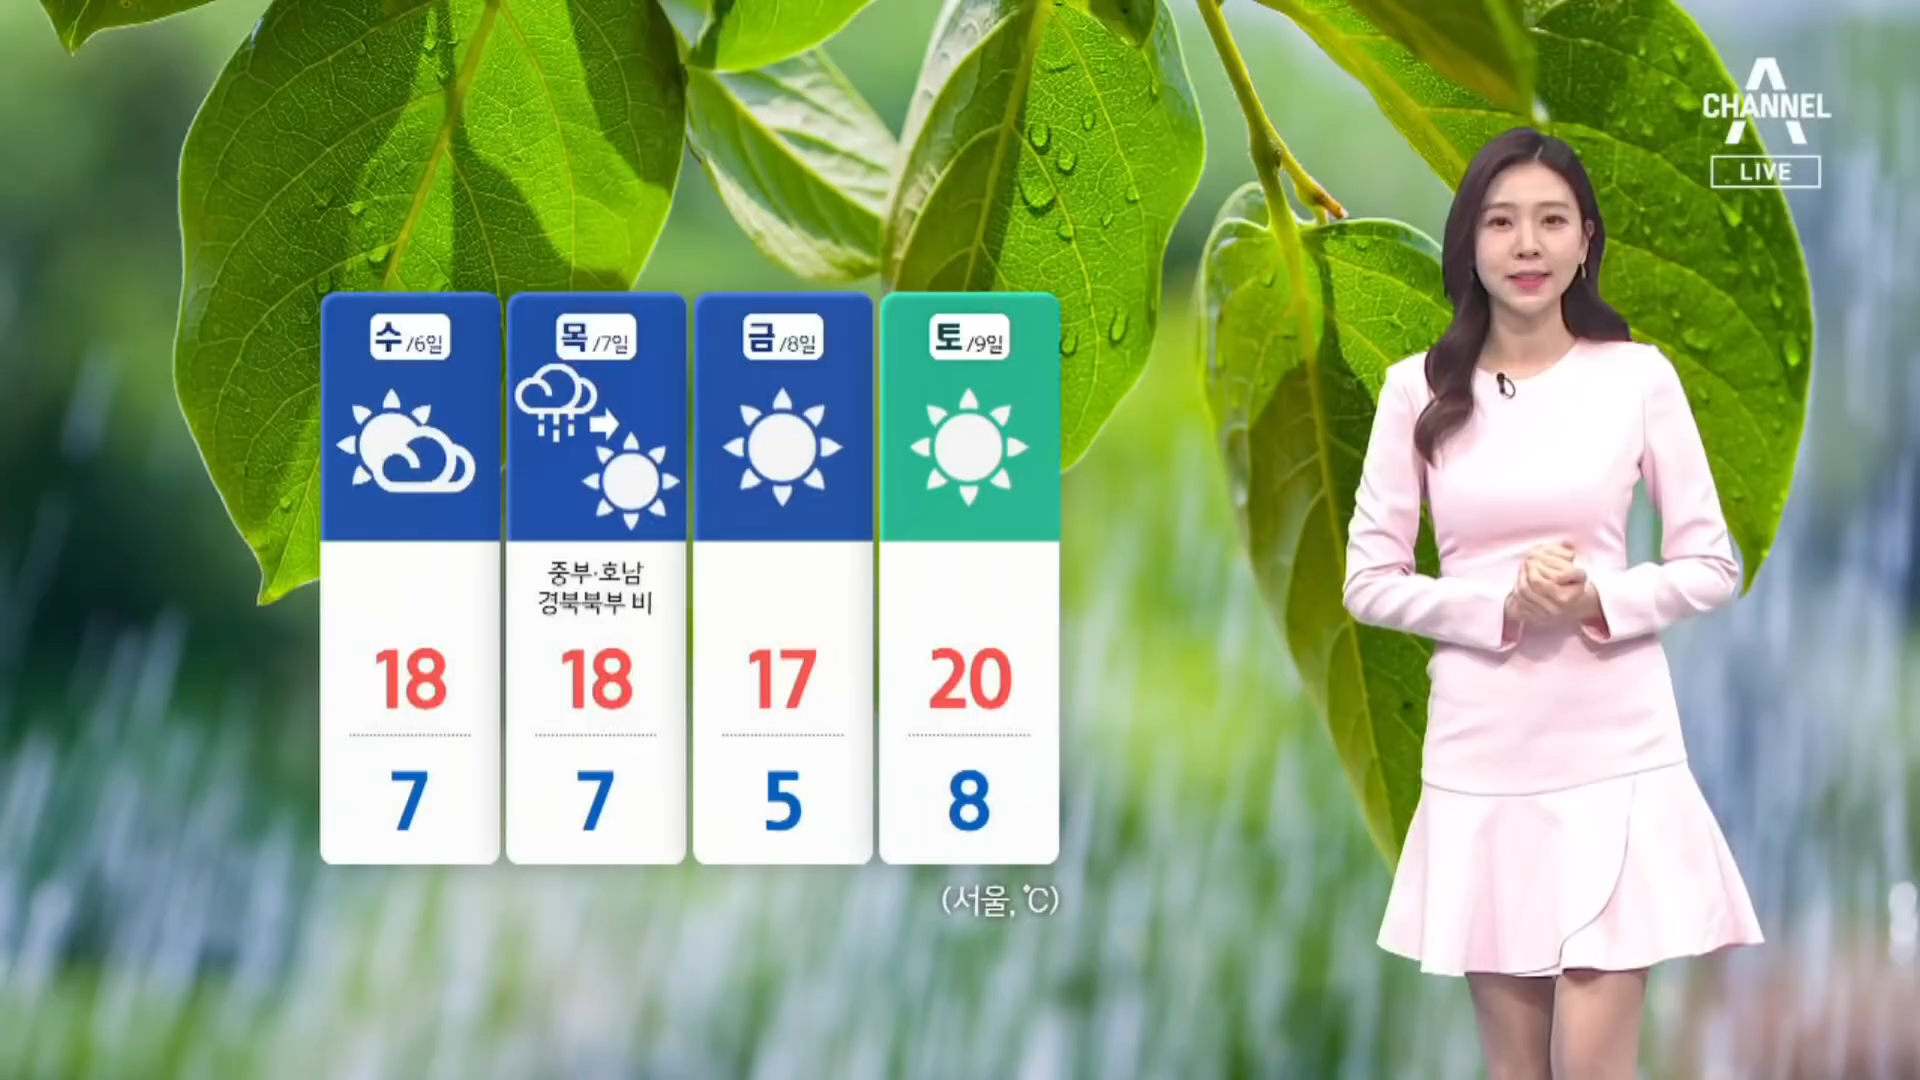 CHANNEL A
LIVE
수/6일
목/7일
금/8일
토/9일
중부·호남
경북북부 비
18
18
17
20
7
7
5
8
(서울, ℃)